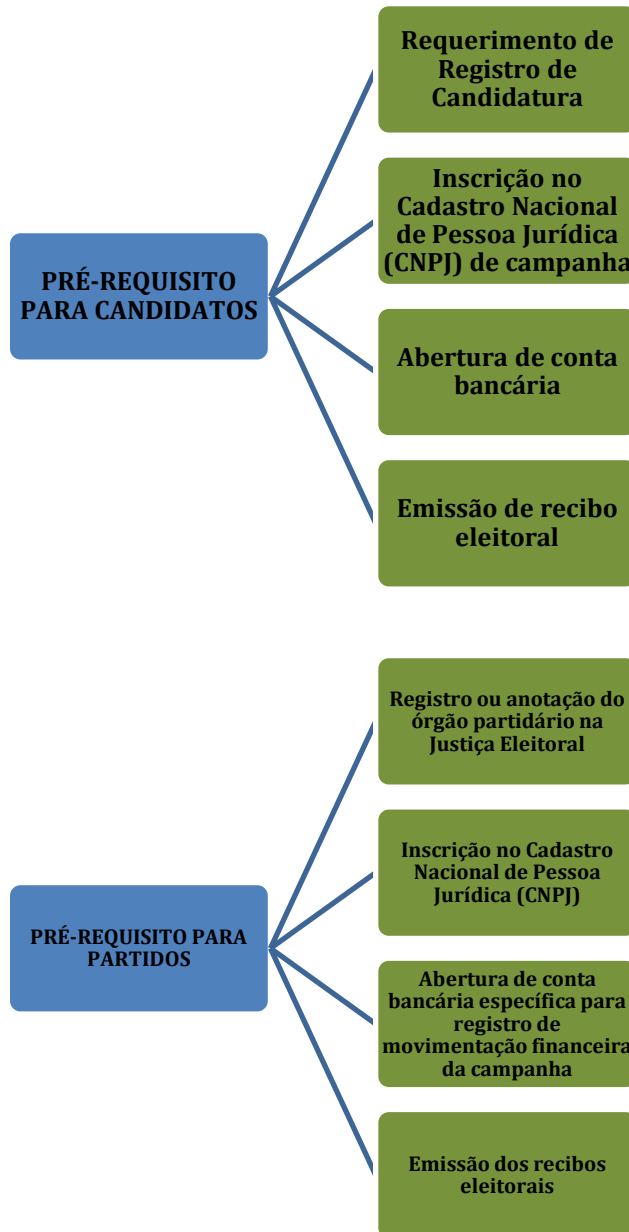 PRÉ-REQUISITO
PARA CANDIDATOS
Requerimento de
Registro de
Candidatura
Inscrição no
Cadastro Nacional
de Pessoa Jurídica
(CNPJ) de campanha
Abertura de conta
bancária
Emissão de recibo
eleitoral
PRÉ-REQUISITO PARA
PARTIDOS
Registro ou anotação do
órgão partidário na
Justiça Eleitoral
Inscrição no Cadastro
Nacional de Pessoa
Jurídica (CNPJ)
Abertura de conta
bancária específica para
registro de
movimentação financeira
da campanha
Emissão dos recibos
eleitorais